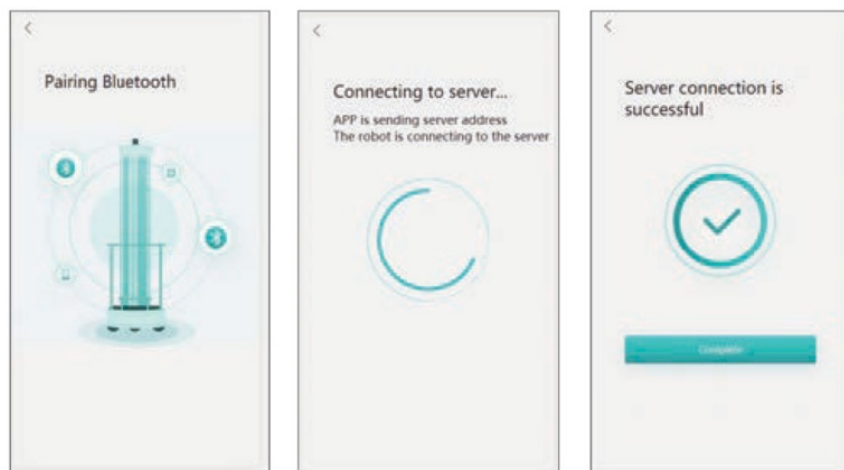 Pairing Bluetooth
Connecting to server...
APP is sending server address
The robot is connecting to the server
Server connection is
successful
Complete